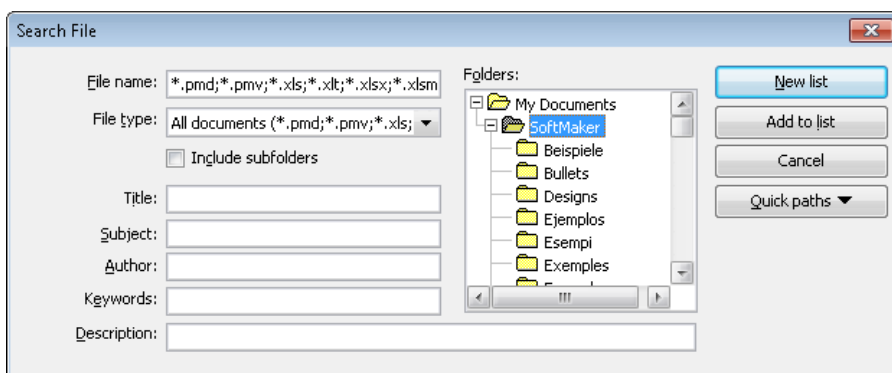 Search File
File name:
*.pmd;*.pmv;*.xls;*.xlt;*.xlsx;*.xlsm
File type:
All documents (*.pmd;*.pmv;*.xls;
Include subfolders
Title:
Subject:
Author:
Keywords:
Description:
Folders:
My Documents
SoftMaker
Beispiele
Bullets
Designs
Ejemplos
Esempi
Exemples
New list
Add to list
Cancel
Quick paths